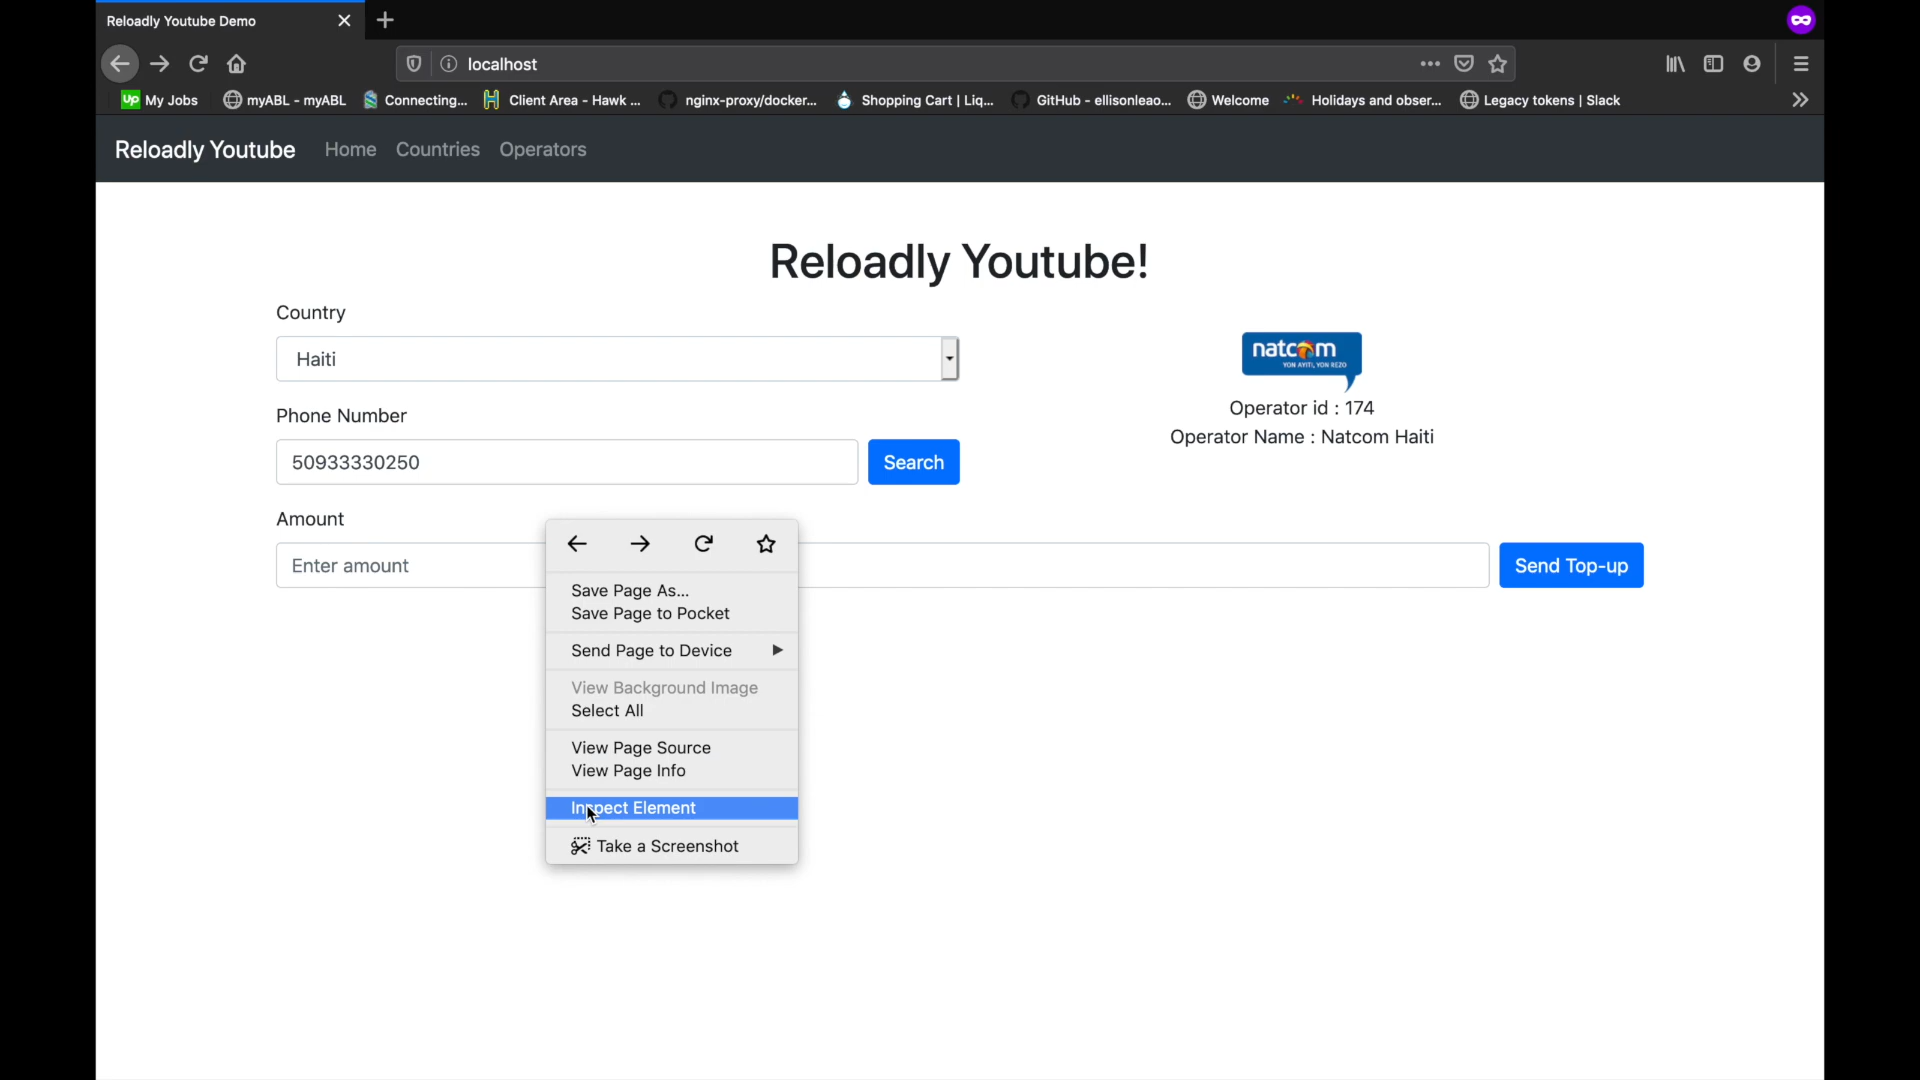 Reloadly Youtube Demo
localhost
My Jobs myABL - myABL Connecting... Client Area - Hawk ... nginx-proxy/docker... Shopping Cart | Liq... GitHub - ellisonleao... Welcome Holidays and obser... Legacy tokens | Slack
Reloadly Youtube Home Countries Operators
Reloadly Youtube!
Country
Haiti
natcom
YON AYITI, YON REZO
Operator id : 174
Operator Name : Natcom Haiti
Phone Number
50933330250 Search
Amount
Enter amount Send Top-up
Save Page As...
Save Page to Pocket
Send Page to Device
View Background Image
Select All
View Page Source
View Page Info
Inspect Element
Take a Screenshot